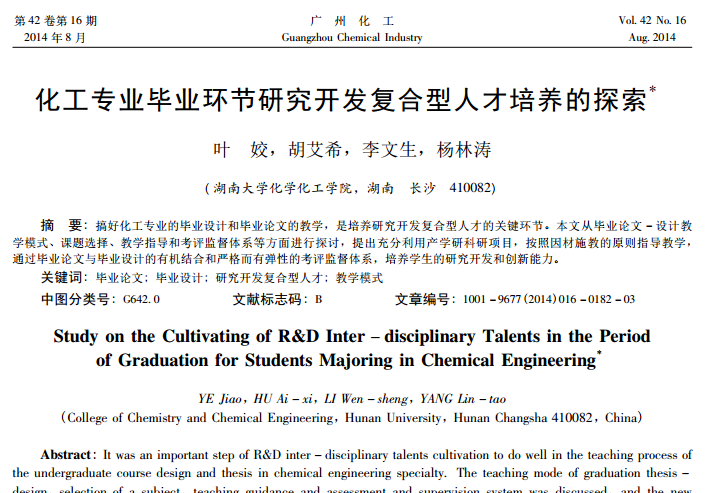 第 42 卷第 16 期 广 州 化 工 Vol. 42 No. 16
2014 年 8 月 Guangzhou Chemical Industry Aug. 2014
化工专业毕业环节研究开发复合型人才培养的探索*
叶 姣，胡艾希，李文生，杨林涛
(湖南大学化学化工学院，湖南 长沙 410082)
摘 要：搞好化工专业的毕业设计和毕业论文的教学，是培养研究开发复合型人才的关键环节。本文从毕业论文－设计教
学模式、课题选择、教学指导和考评监督体系等方面进行探讨，提出充分利用产学研科研项目，按照因材施教的原则指导教学，
通过毕业论文与毕业设计的有机结合和严格而有弹性的考评监督体系，培养学生的研究开发和创新能力。
关键词：毕业论文；毕业设计；研究开发复合型人才；教学模式
中图分类号：G642.0 文献标志码：B 文章编号：1001－9677(2014)016－0182－03
Study on the Cultivating of R&D Inter－disciplinary Talents in the Period
of Graduation for Students Majoring in Chemical Engineering*
YE Jiao, HU Ai－xi, LI Wen－sheng, YANG Lin－tao
(College of Chemistry and Chemical Engineering, Hunan University, Hunan Changsha 410082, China)
Abstract: It was an important step of R&D inter－disciplinary talents cultivation to do well in the teaching process of
the undergraduate course design and thesis in chemical engineering specialty. The teaching mode of graduation thesis－
design, selection of a subject, teaching guidance and assessment and supervision system was discussed, and the new